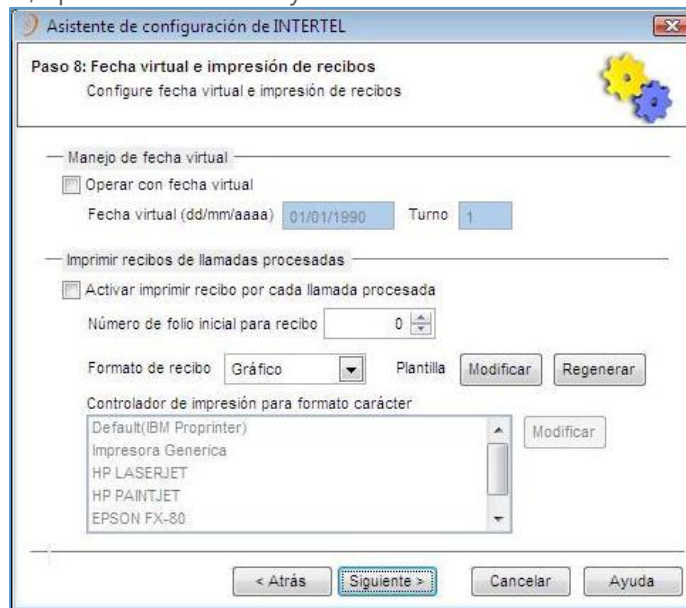 Asistente de configuración de INTERTEL
Paso 8: Fecha virtual e impresión de recibos
Configure fecha virtual e impresión de recibos
Manejo de fecha virtual
Operar con fecha virtual
Fecha virtual (dd/mm/aaaa) 01/01/1990 Turno 1
Imprimir recibos de llamadas procesadas
Activar imprimir recibo por cada llamada procesada
Número de folio inicial para recibo 0
Formato de recibo Gráfico Plantilla Modificar Regenerar
Controlador de impresión para formato carácter
Default(IBM Proprinter) Modificar
Impresora Generica
HP LASERJET
HP PAINTJET
EPSON FX-80
< Atrás Siguiente > Cancelar Ayuda